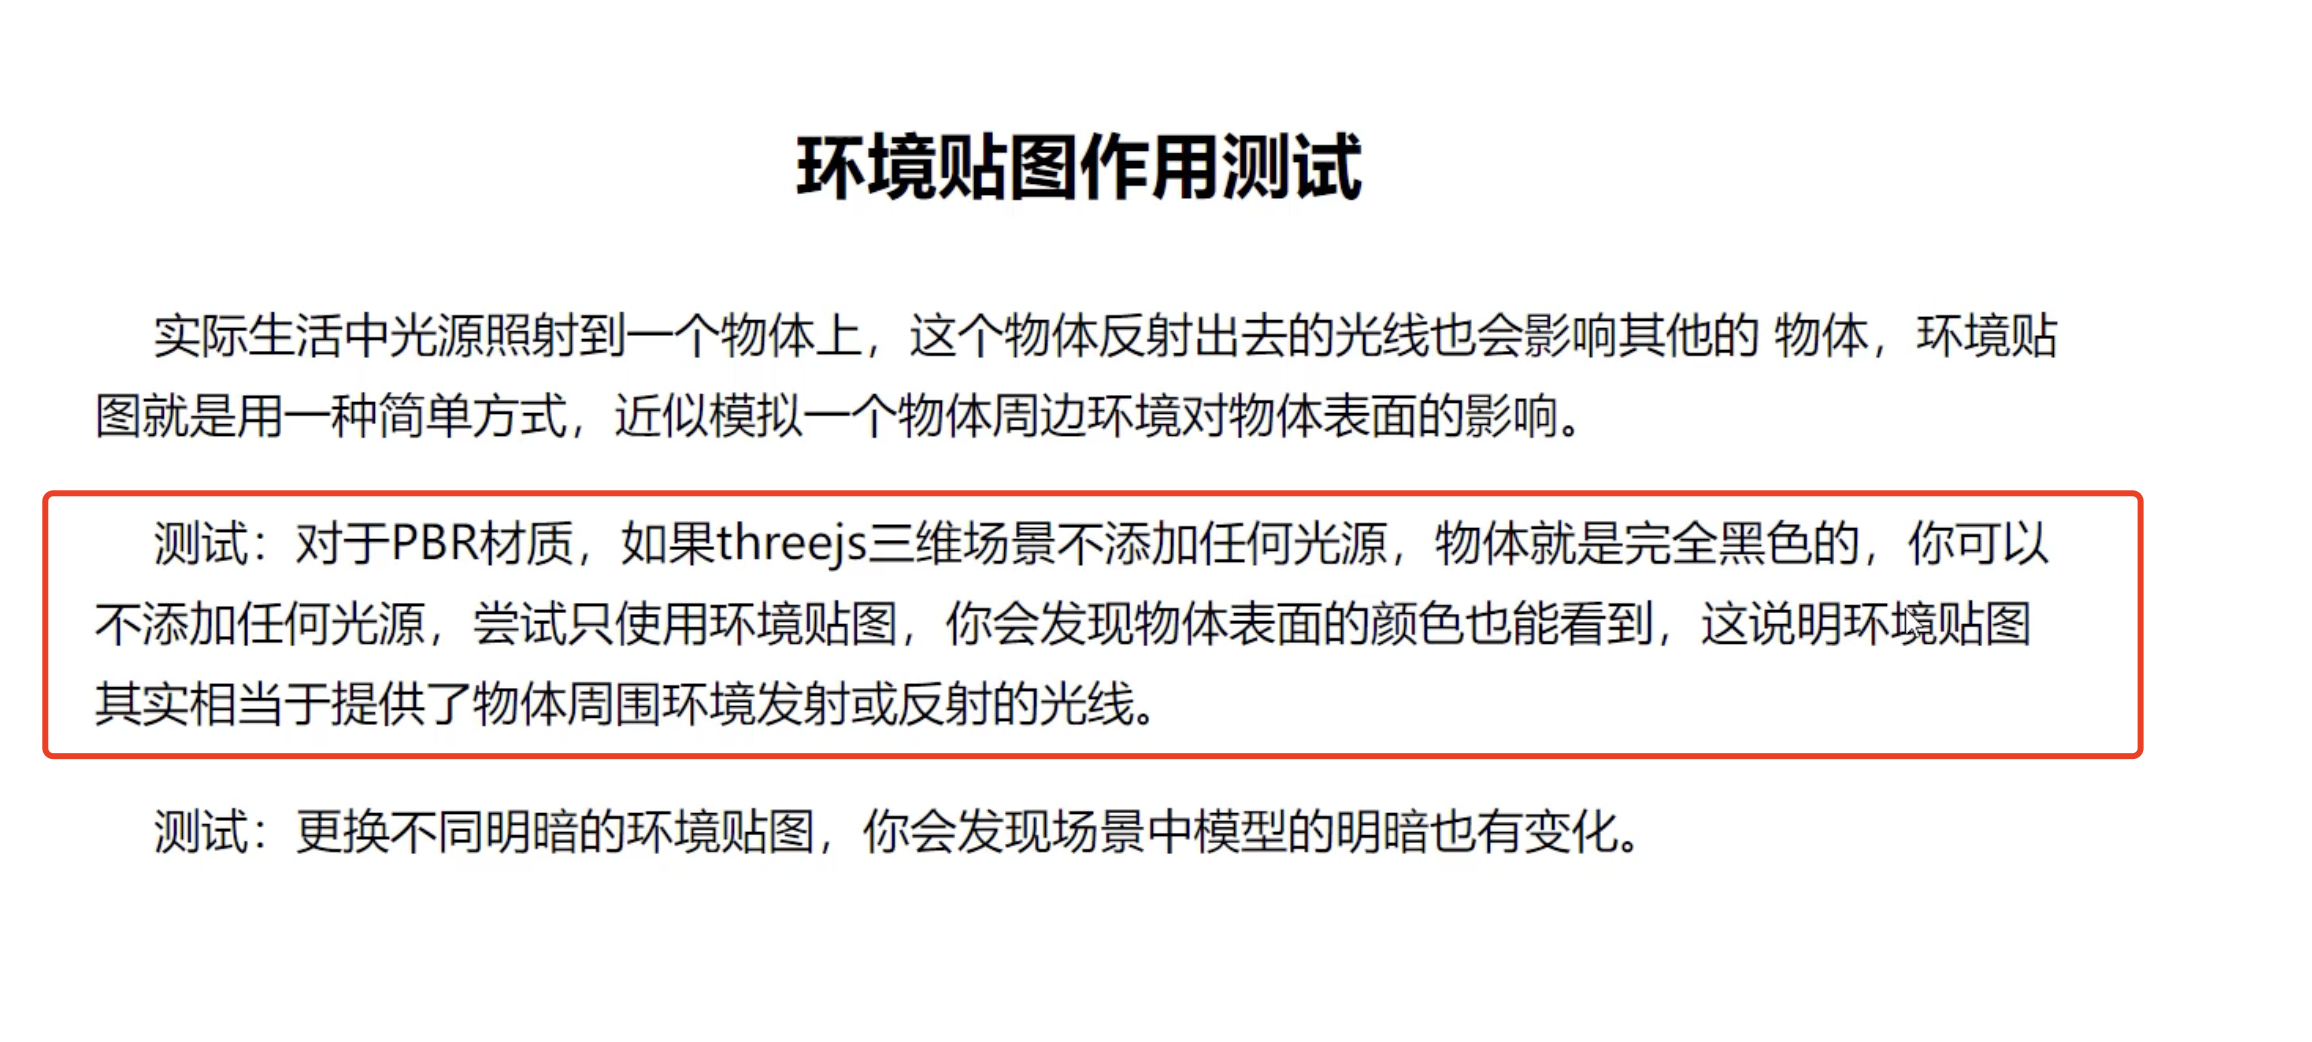 环境贴图作用测试
实际生活中光源照射到一个物体上，这个物体反射出去的光线也会影响其他的 物体，环境贴
图就是用一种简单方式，近似模拟一个物体周边环境对物体表面的影响。
测试：对于PBR材质，如果threejs三维场景不添加任何光源，物体就是完全黑色的，你可以
不添加任何光源，尝试只使用环境贴图，你会发现物体表面的颜色也能看到，这说明环境贴图
其实相当于提供了物体周围环境发射或反射的光线。
测试：更换不同明暗的环境贴图，你会发现场景中模型的明暗也有变化。